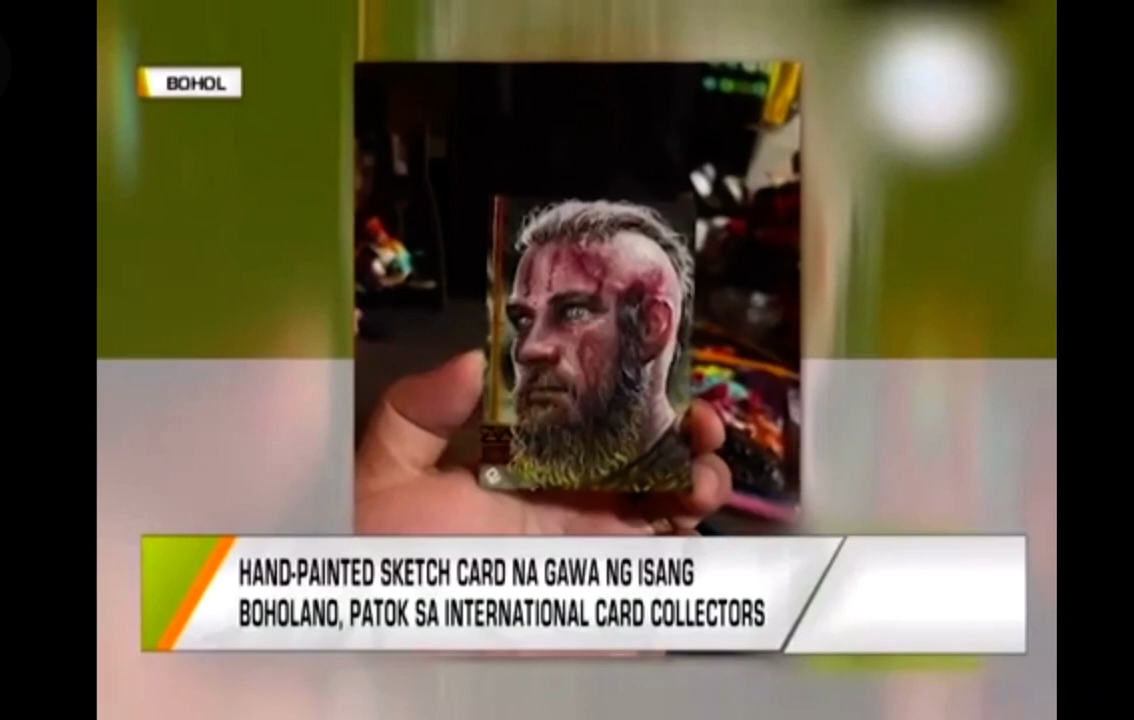 BOHOL
HAND-PAINTED SKETCH CARD NA GAWA NG ISANG
BOHOLANO, PATOK SA INTERNATIONAL CARD COLLECTORS